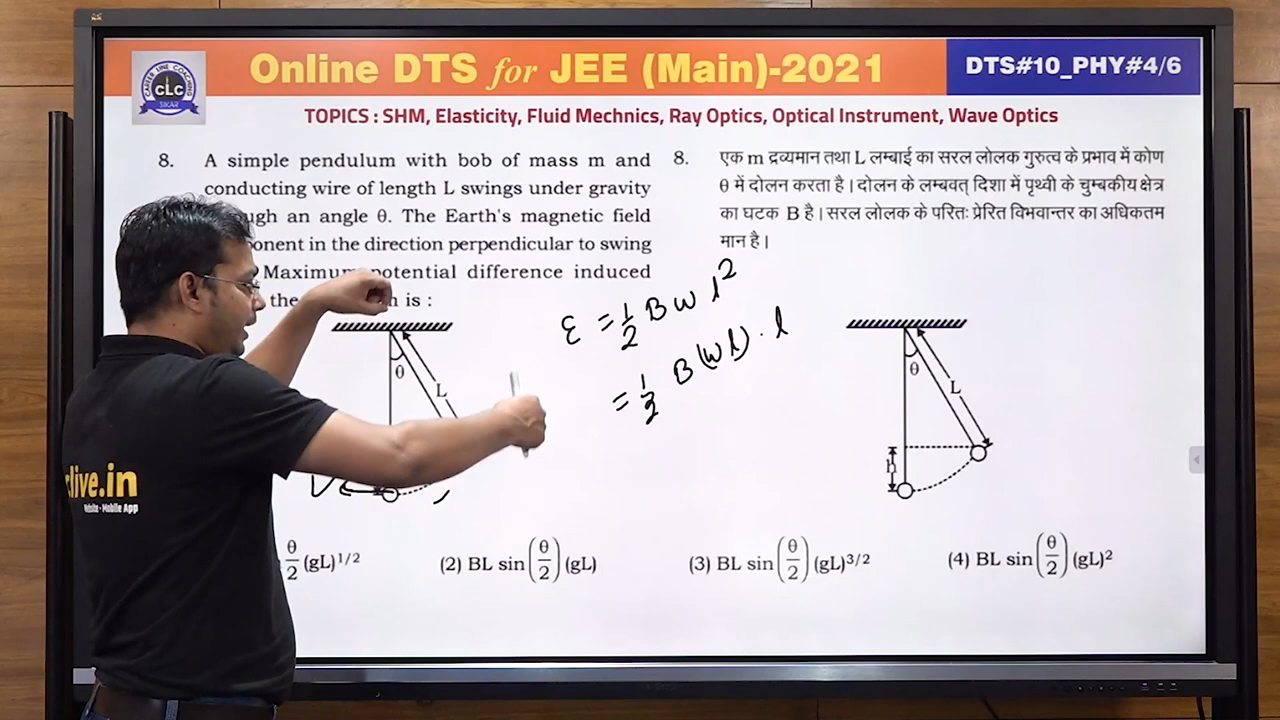 Online DTS for JEE (Main)-2021
DTS#10_PHY#4/6
CAREER LINE COACHING
CLC
SIKAR
TOPICS : SHM, Elasticity, Fluid Mechnics, Ray Optics, Optical Instrument, Wave Optics
8. A simple pendulum with bob of mass m and
conducting wire of length L swings under gravity
ugh an angle θ. The Earth's magnetic field
onent in the direction perpendicular to swing
Maximum potential difference induced
the m is :
8. एक m द्रव्यमान तथा L लम्बाई का सरल लोलक गुरुत्व के प्रभाव में कोण
θ में दोलन करता है। दोलन के लम्बवत् दिशा में पृथ्वी के चुम्बकीय क्षेत्र
का घटक B है। सरल लोलक के परितः प्रेरित विभवान्तर का अधिकतम
मान है।
ε = 1/2 B w l²
= 1/2 B (w l) . l
θ
L
V
θ
L
h
θ/2 (gL)^1/2
(2) BL sin(θ/2) (gL)
(3) BL sin(θ/2) (gL)^3/2
(4) BL sin(θ/2) (gL)²
clive.in
Website • Mobile App